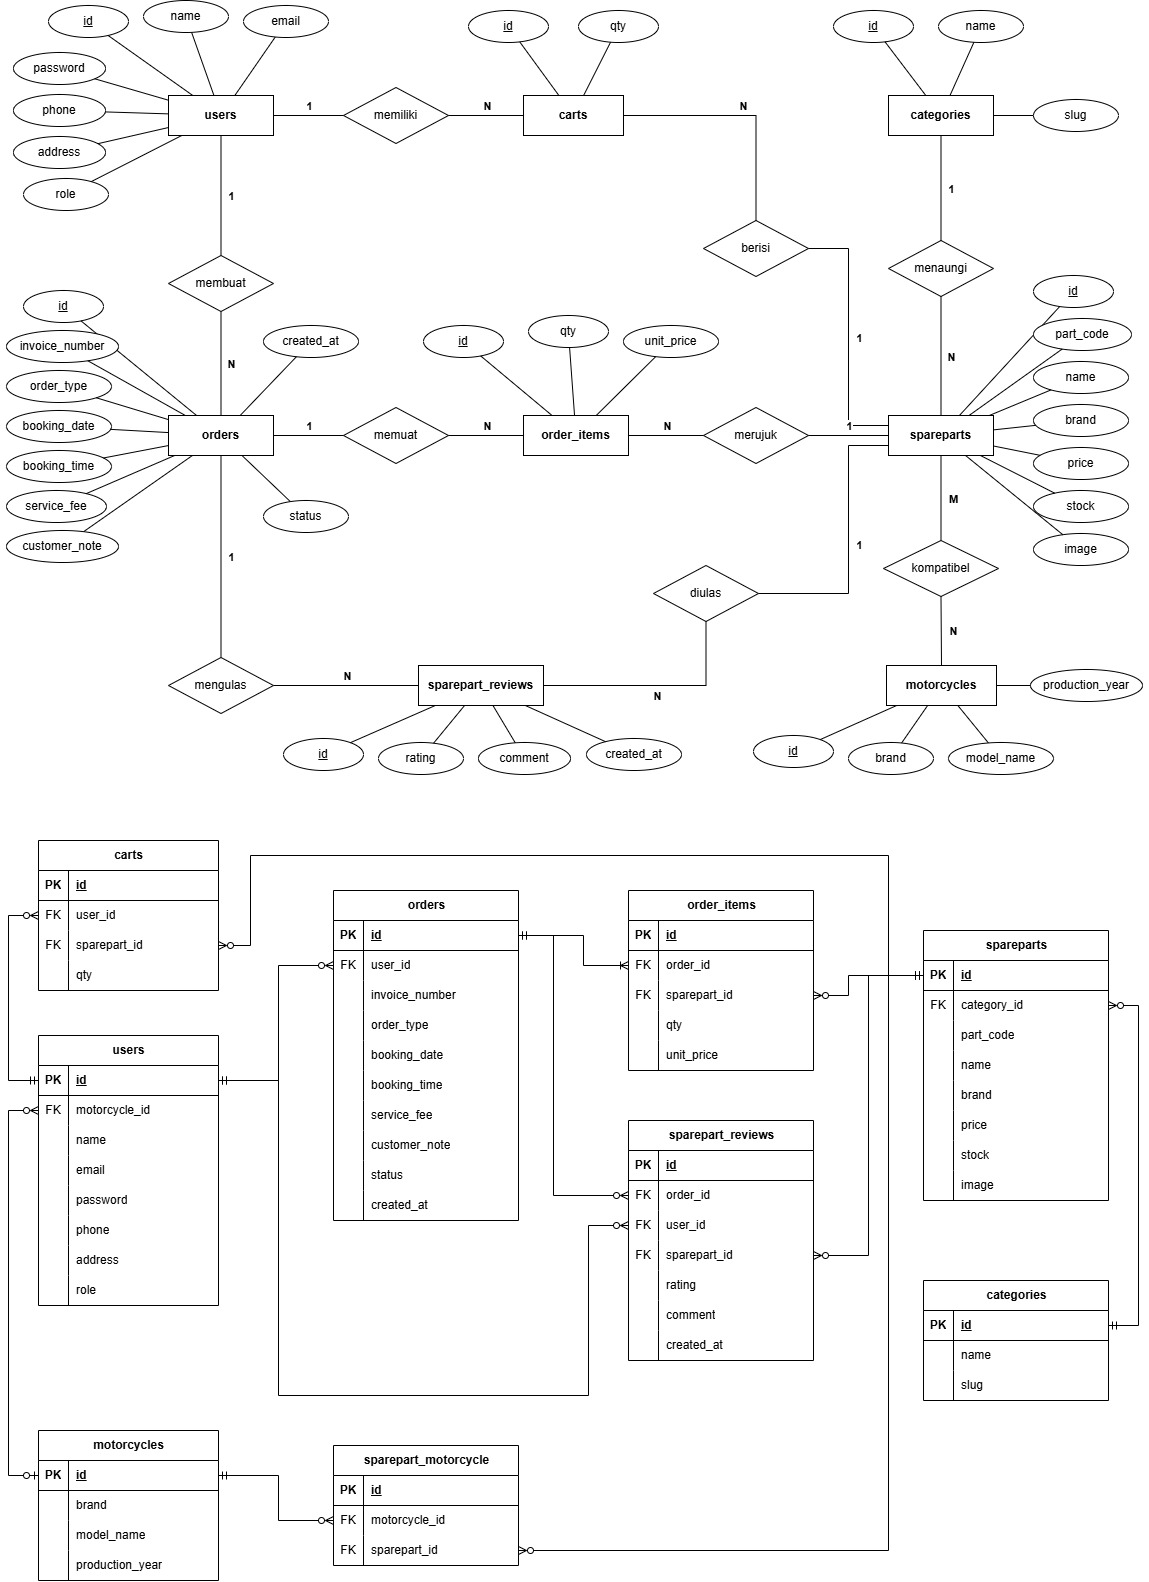 id
name
email
id
qty
id
name
password
phone
users
1
memiliki
N
carts
N
categories
slug
address
role
1
1
membuat
berisi
menaungi
id
id
invoice_number
created_at
id
qty
unit_price
1
N
part_code
order_type
N
name
booking_date
orders
1
memuat
N
order_items
N
merujuk
1
spareparts
brand
booking_time
price
service_fee
status
M
stock
customer_note
1
1
image
kompatibel
diulas
N
mengulas
N
sparepart_reviews
N
motorcycles
production_year
id
rating
comment
created_at
id
brand
model_name
carts
PK id
FK user_id
FK sparepart_id
qty
orders
PK id
FK user_id
invoice_number
order_type
booking_date
booking_time
service_fee
customer_note
status
created_at
order_items
PK id
FK order_id
FK sparepart_id
qty
unit_price
spareparts
PK id
FK category_id
part_code
name
brand
price
stock
image
users
PK id
FK motorcycle_id
name
email
password
phone
address
role
sparepart_reviews
PK id
FK order_id
FK user_id
FK sparepart_id
rating
comment
created_at
categories
PK id
name
slug
motorcycles
PK id
brand
model_name
production_year
sparepart_motorcycle
PK id
FK motorcycle_id
FK sparepart_id